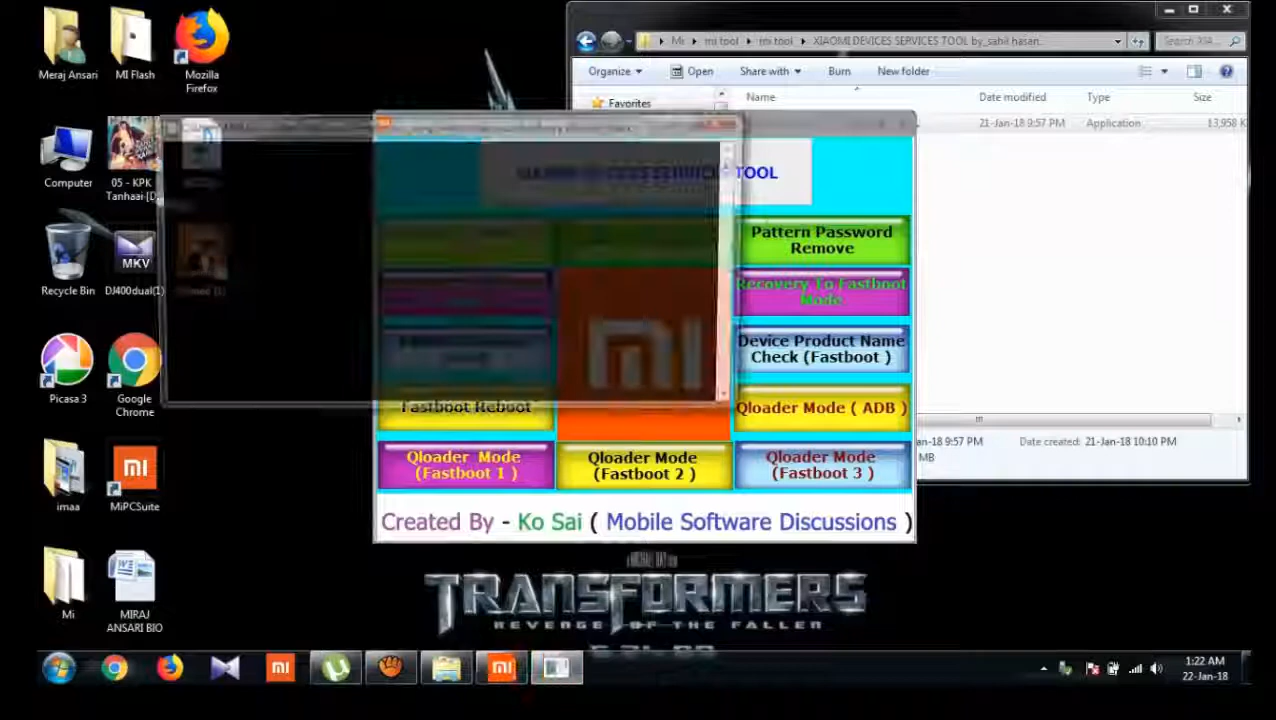 Meraj Ansari
MI Flash
Mozilla
Firefox
Computer
05 - KPK
Tanhaai-[D
Recycle Bin
MKV
DJ400dual(1)
Picasa 3
Google
Chrome
imaa
MiPCSuite
Mi
MIRAJ
ANSARI BIO
Mi
mi tool
mi tool
XIAOMI DEVICES SERVICES TOOL by_sahil hasan...
Search XIA...
Organize
Open
Share with
Burn
New folder
Favorites
Name
Date modified
Type
Size
21-Jan-18 9:57 PM
Application
13,958 K
TOOL
Pattern Password
Remove
Recovery To Fastboot
Mode
Device Product Name
Check (Fastboot )
Fastboot Reboot
Qloader Mode ( ADB )
Qloader Mode
(Fastboot 1 )
Qloader Mode
(Fastboot 2 )
Qloader Mode
(Fastboot 3 )
an-18 9:57 PM
Date created: 21-Jan-18 10:10 PM
MB
Created By - Ko Sai ( Mobile Software Discussions )
TRANSFORMERS
REVENGE OF THE FALLEN
1:22 AM
22-Jan-18